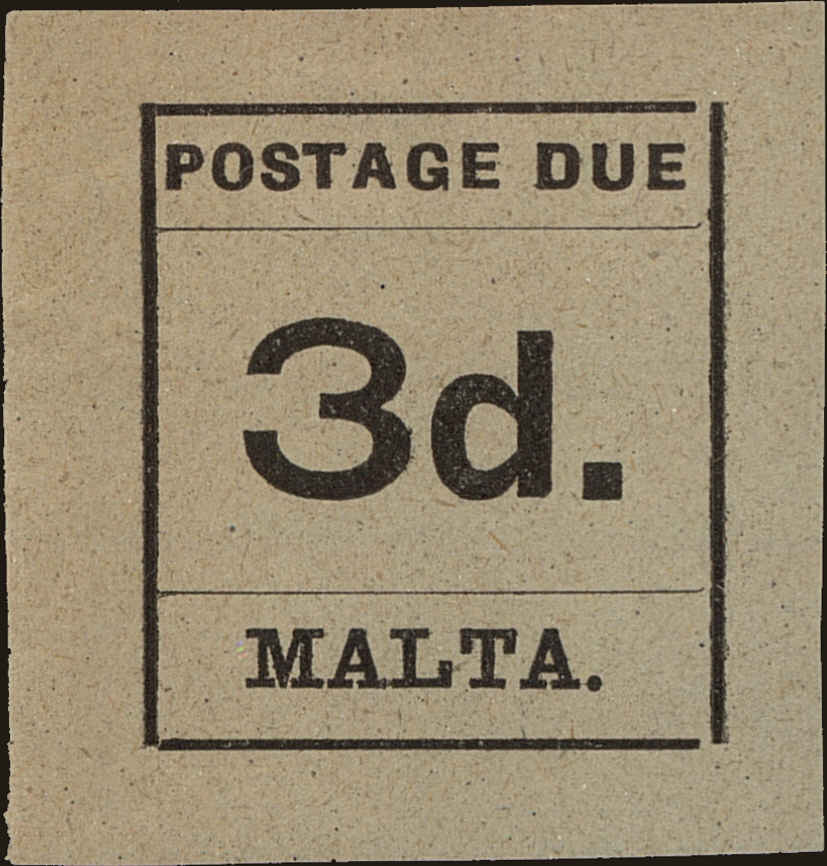 POSTAGE DUE
3d.
MALTA.